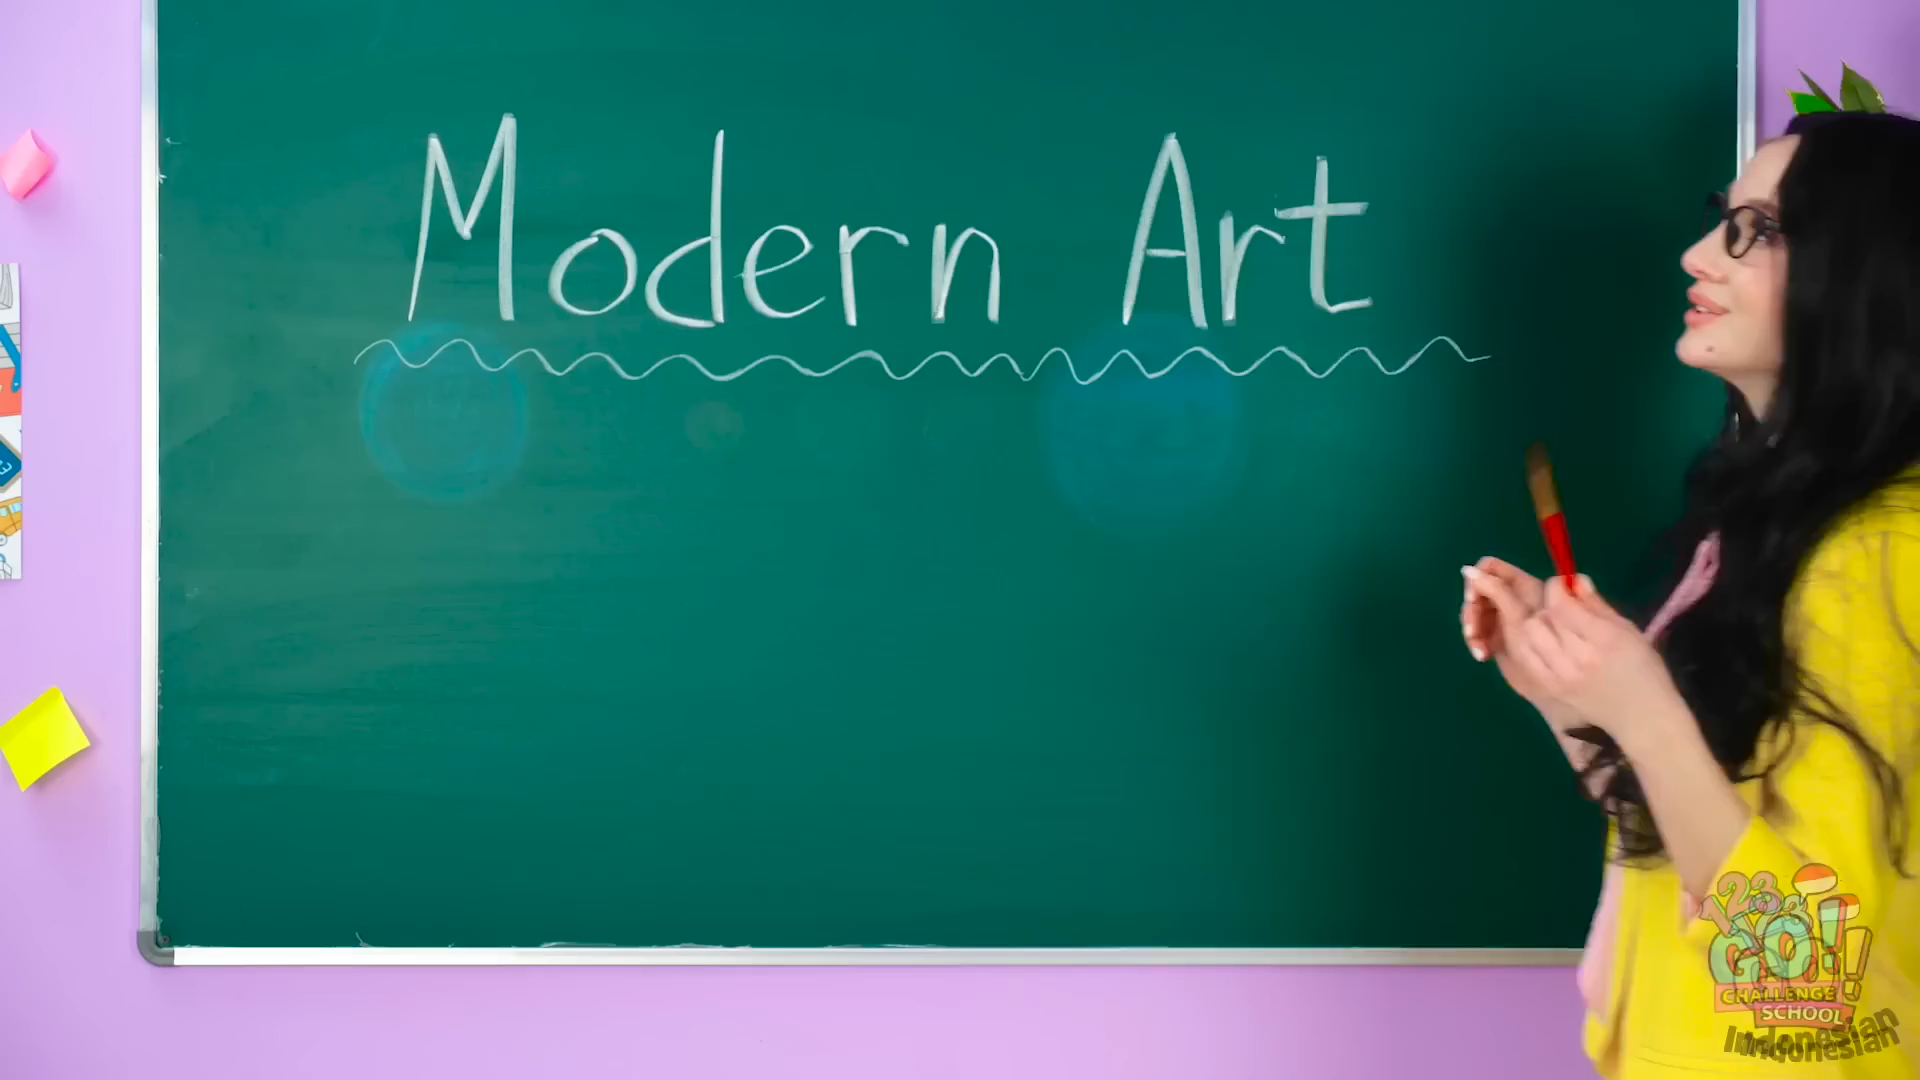 Modern Art
123
GO!
CHALLENGE
SCHOOL
Indonesian